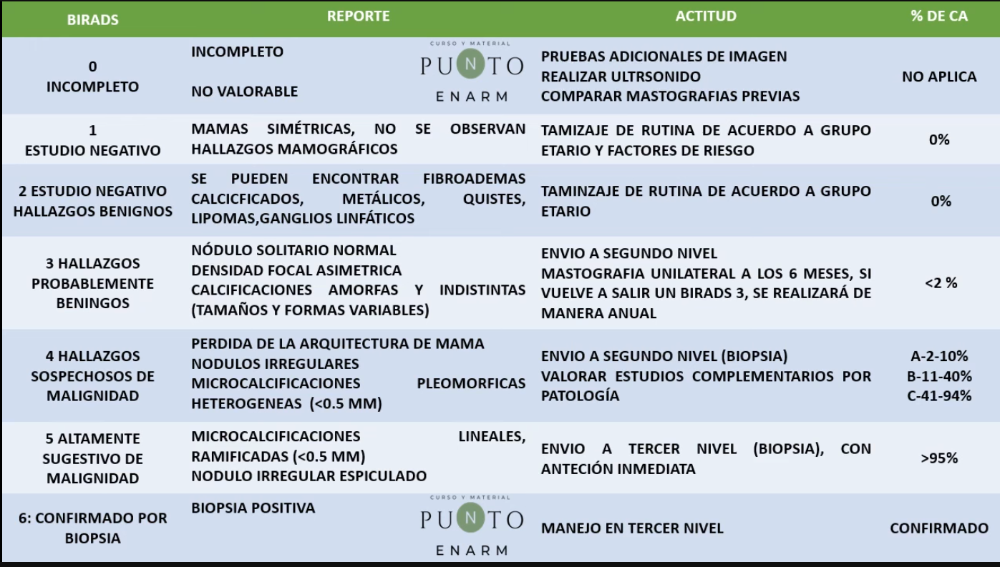 BIRADS
REPORTE
ACTITUD
% DE CA
0
INCOMPLETO
INCOMPLETO
NO VALORABLE
CURSO Y MATERIAL
PUNTO
ENARM
PRUEBAS ADICIONALES DE IMAGEN
REALIZAR ULTRSONIDO
COMPARAR MASTOGRAFIAS PREVIAS
NO APLICA
1
ESTUDIO NEGATIVO
MAMAS SIMÉTRICAS, NO SE OBSERVAN
HALLAZGOS MAMOGRÁFICOS
TAMIZAJE DE RUTINA DE ACUERDO A GRUPO
ETARIO Y FACTORES DE RIESGO
0%
2 ESTUDIO NEGATIVO
HALLAZGOS BENIGNOS
SE PUEDEN ENCONTRAR FIBROADEMAS
CALCICFICADOS, METÁLICOS, QUISTES,
LIPOMAS,GANGLIOS LINFÁTICOS
TAMINZAJE DE RUTINA DE ACUERDO A GRUPO
ETARIO
0%
3 HALLAZGOS
PROBABLEMENTE
BENINGOS
NÓDULO SOLITARIO NORMAL
DENSIDAD FOCAL ASIMETRICA
CALCIFICACIONES AMORFAS Y INDISTINTAS
(TAMAÑOS Y FORMAS VARIABLES)
ENVIO A SEGUNDO NIVEL
MASTOGRAFIA UNILATERAL A LOS 6 MESES, SI
VUELVE A SALIR UN BIRADS 3, SE REALIZARÁ DE
MANERA ANUAL
<2 %
4 HALLAZGOS
SOSPECHOSOS DE
MALIGNIDAD
PERDIDA DE LA ARQUITECTURA DE MAMA
NODULOS IRREGULARES
MICROCALCIFICACIONES PLEOMORFICAS
HETEROGENEAS (<0.5 MM)
ENVIO A SEGUNDO NIVEL (BIOPSIA)
VALORAR ESTUDIOS COMPLEMENTARIOS POR
PATOLOGÍA
A-2-10%
B-11-40%
C-41-94%
5 ALTAMENTE
SUGESTIVO DE
MALIGNIDAD
MICROCALCIFICACIONES LINEALES,
RAMIFICADAS (<0.5 MM)
NODULO IRREGULAR ESPICULADO
ENVIO A TERCER NIVEL (BIOPSIA), CON
ANTECIÓN INMEDIATA
>95%
6: CONFIRMADO POR
BIOPSIA
BIOPSIA POSITIVA
CURSO Y MATERIAL
PUNTO
ENARM
MANEJO EN TERCER NIVEL
CONFIRMADO